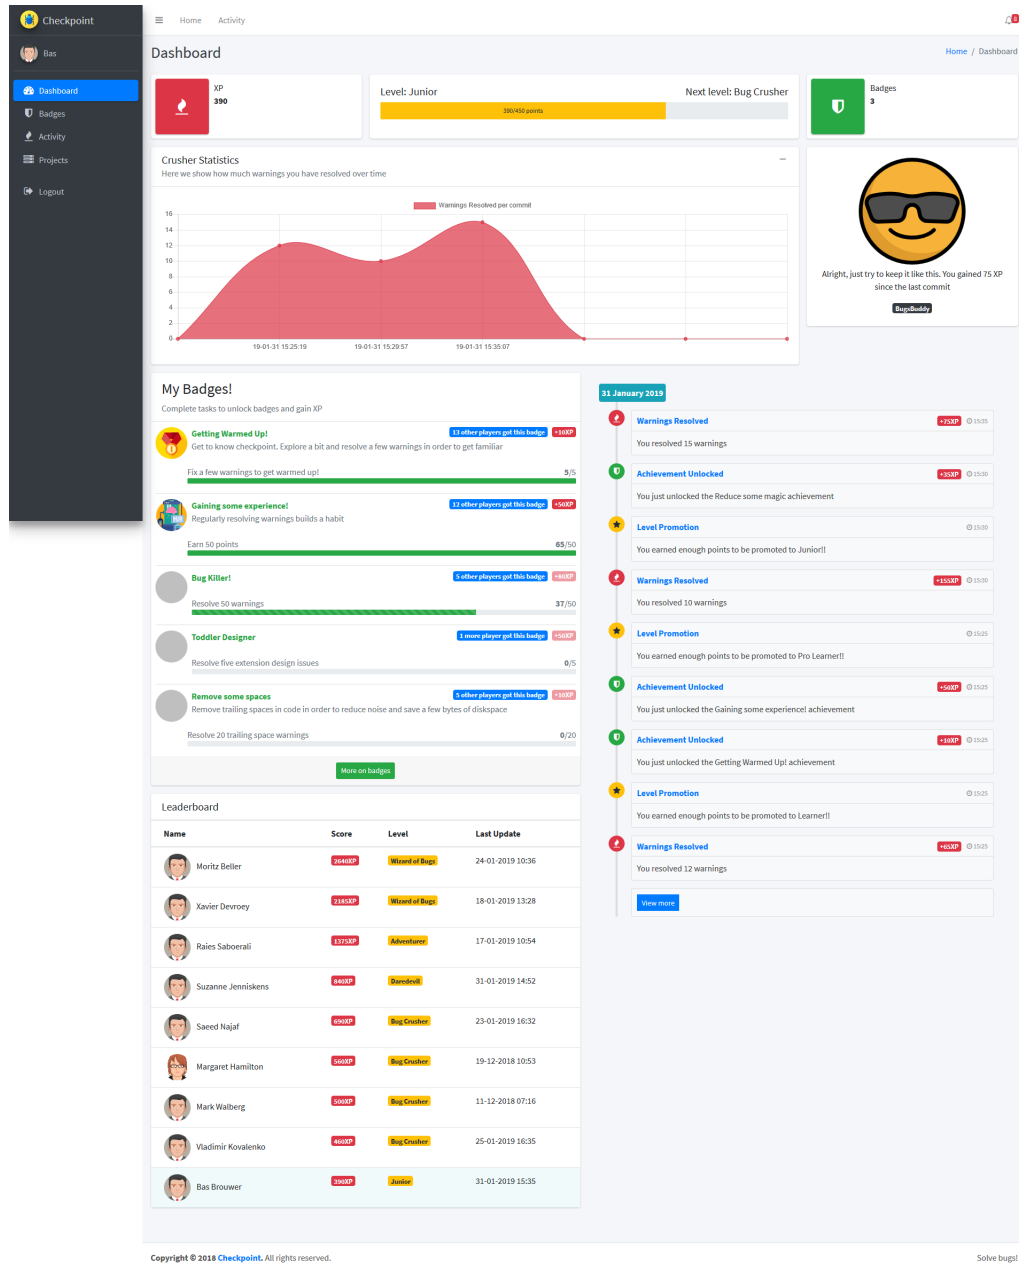 Checkpoint
Home Activity
8
Bas
Dashboard
Badges
Activity
Projects
Logout
Dashboard
Home / Dashboard
XP
390
Level: Junior Next level: Bug Crusher
390/450 points
Badges
3
Crusher Statistics
Here we show how much warnings you have resolved over time
Warnings Resolved per commit
16
14
12
10
8
6
4
2
0
19-01-31 15:25:19 19-01-31 15:29:57 19-01-31 15:35:07
Alright, just try to keep it like this. You gained 75 XP
since the last commit
BugsBuddy
My Badges!
Complete tasks to unlock badges and gain XP
Getting Warmed Up! 13 other players got this badge +10XP
Get to know checkpoint. Explore a bit and resolve a few warnings in order to get familiar
Fix a few warnings to get warmed up! 5/5
Gaining some experience! 12 other players got this badge +50XP
Regularly resolving warnings builds a habit
Earn 50 points 65/50
Bug Killer! 5 other players got this badge +80XP
Resolve 50 warnings 37/50
Toddler Designer 1 more player got this badge +50XP
Resolve five extension design issues 0/5
Remove some spaces 5 other players got this badge +10XP
Remove trailing spaces in code in order to reduce noise and save a few bytes of diskspace
Resolve 20 trailing space warnings 0/20
More on badges
31 January 2019
Warnings Resolved +75XP 15:35
You resolved 15 warnings
Achievement Unlocked +35XP 15:30
You just unlocked the Reduce some magic achievement
Level Promotion 15:30
You earned enough points to be promoted to Junior!!
Warnings Resolved +155XP 15:30
You resolved 10 warnings
Level Promotion 15:25
You earned enough points to be promoted to Pro Learner!!
Achievement Unlocked +50XP 15:25
You just unlocked the Gaining some experience! achievement
Achievement Unlocked +10XP 15:25
You just unlocked the Getting Warmed Up! achievement
Level Promotion 15:25
You earned enough points to be promoted to Learner!!
Warnings Resolved +65XP 15:25
You resolved 12 warnings
View more
Leaderboard
Name Score Level Last Update
Moritz Beller 2640XP Wizard of Bugs 24-01-2019 10:36
Xavier Devroey 2185XP Wizard of Bugs 18-01-2019 13:28
Raies Saboerali 1375XP Adventurer 17-01-2019 10:54
Suzanne Jenniskens 840XP Daredevil 31-01-2019 14:52
Saeed Najaf 690XP Bug Crusher 23-01-2019 16:32
Margaret Hamilton 560XP Bug Crusher 19-12-2018 10:53
Mark Walberg 500XP Bug Crusher 11-12-2018 07:16
Vladimir Kovalenko 460XP Bug Crusher 25-01-2019 16:35
Bas Brouwer 390XP Junior 31-01-2019 15:35
Copyright © 2018 Checkpoint. All rights reserved. Solve bugs!